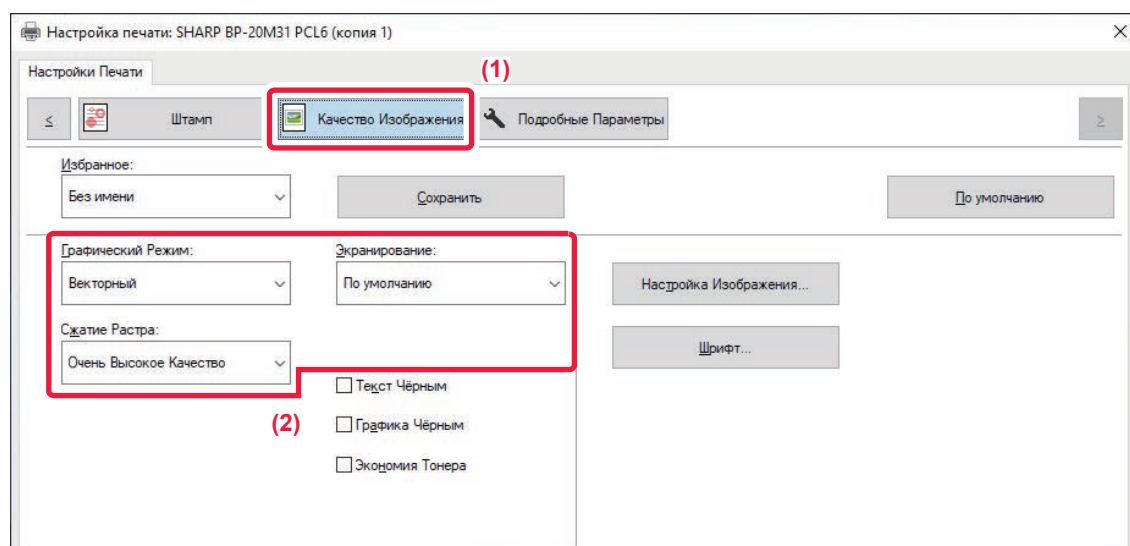 Настройка печати: SHARP BP-20M31 PCL6 (копия 1)
Настройки Печати
(1)
≤ Штамп Качество Изображения Подробные Параметры ≥
Избранное:
Без имени Сохранить По умолчанию
Графический Режим: Экранирование:
Векторный По умолчанию Настройка Изображения...
Сжатие Растра:
Очень Высокое Качество Шрифт...
Текст Чёрным
(2) Графика Чёрным
Экономия Тонера